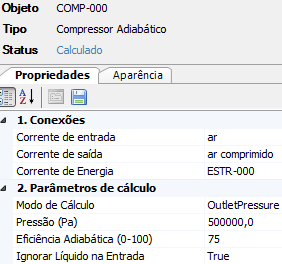 Objeto COMP-000
Tipo Compressor Adiabático
Status Calculado
Propriedades Aparência
1. Conexões
Corrente de entrada ar
Corrente de saída ar comprimido
Corrente de Energia ESTR-000
2. Parâmetros de cálculo
Modo de Cálculo OutletPressure
Pressão (Pa) 500000,0
Eficiência Adiabática (0-100) 75
Ignorar Líquido na Entrada True